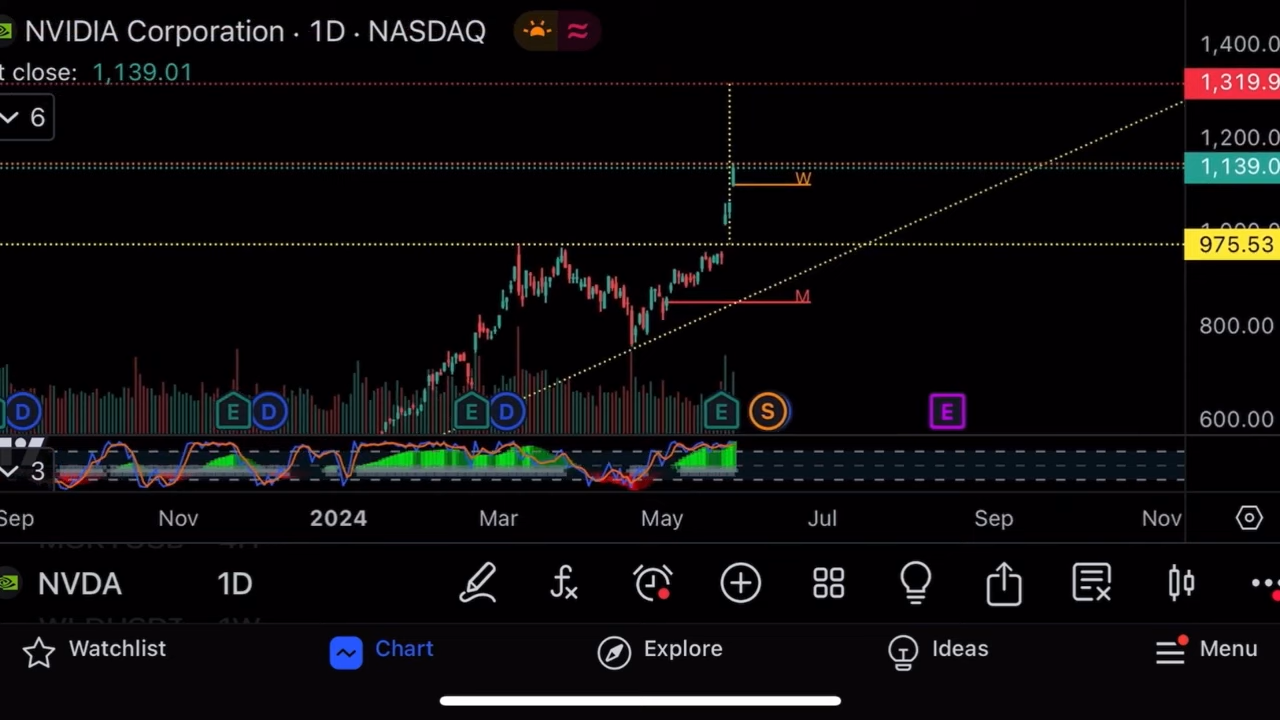 NVIDIA Corporation · 1D · NASDAQ
t close: 1,139.01
6
1,400.0
1,319.9
1,200.0
1,139.0
W
975.53
M
800.00
D E D E D E S E
600.00
3
Sep Nov 2024 Mar May Jul Sep Nov
NVDA 1D
Watchlist Chart Explore Ideas Menu